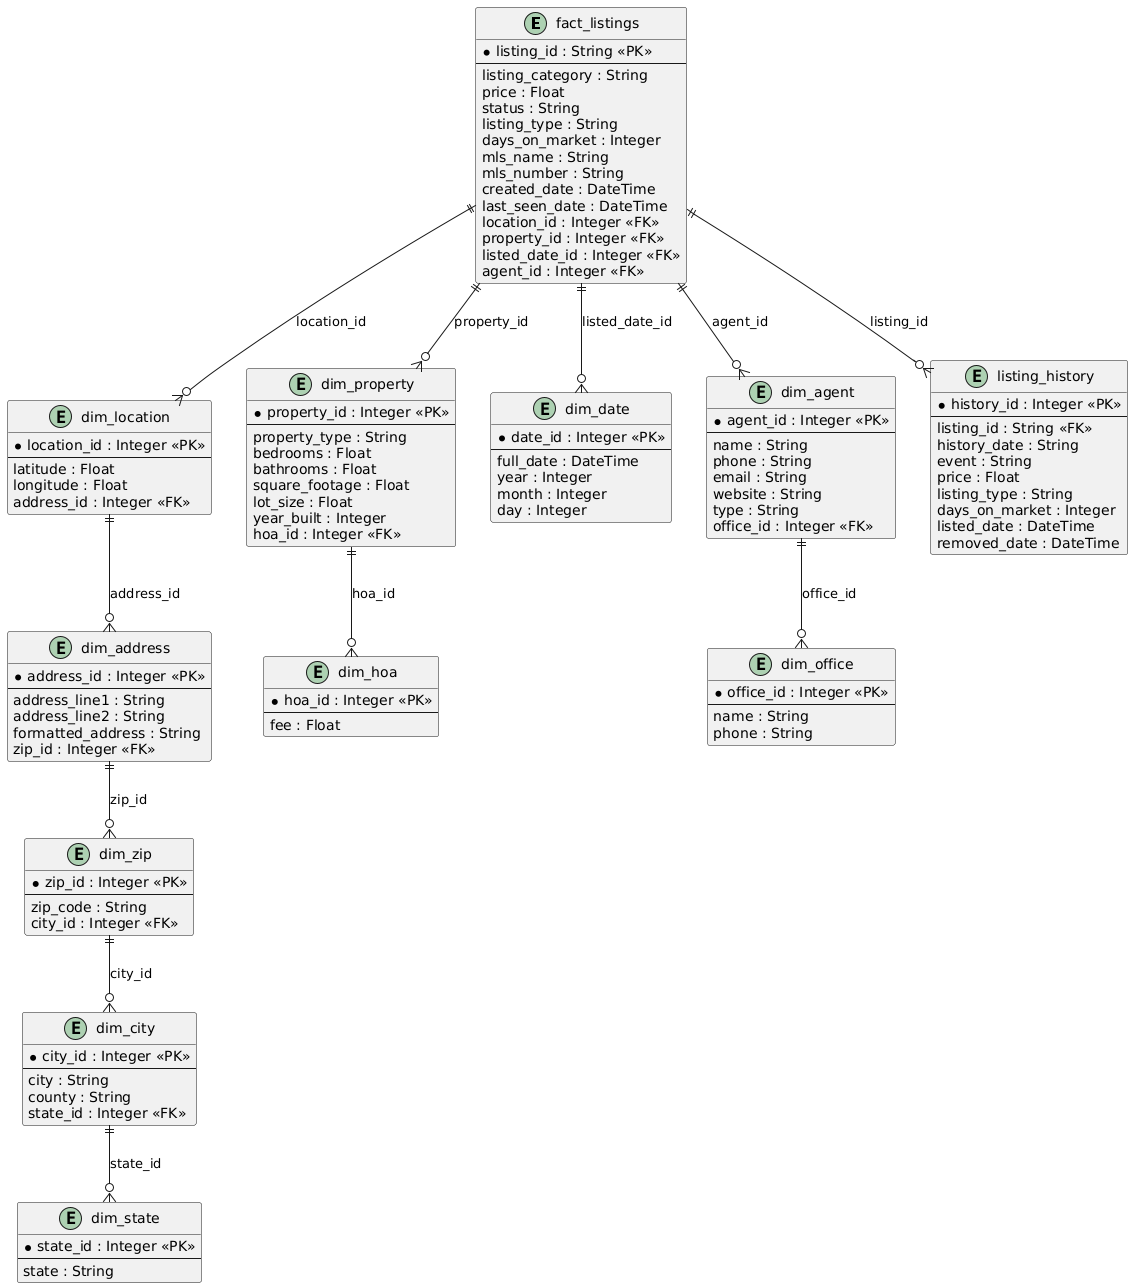 E fact_listings
* listing_id : String «PK»
listing_category : String
price : Float
status : String
listing_type : String
days_on_market : Integer
mls_name : String
mls_number : String
created_date : DateTime
last_seen_date : DateTime
location_id : Integer «FK»
property_id : Integer «FK»
listed_date_id : Integer «FK»
agent_id : Integer «FK»
location_id
property_id
listed_date_id
agent_id
listing_id
E dim_location
* location_id : Integer «PK»
latitude : Float
longitude : Float
address_id : Integer «FK»
E dim_property
* property_id : Integer «PK»
property_type : String
bedrooms : Float
bathrooms : Float
square_footage : Float
lot_size : Float
year_built : Integer
hoa_id : Integer «FK»
E dim_date
* date_id : Integer «PK»
full_date : DateTime
year : Integer
month : Integer
day : Integer
E dim_agent
* agent_id : Integer «PK»
name : String
phone : String
email : String
website : String
type : String
office_id : Integer «FK»
E listing_history
* history_id : Integer «PK»
listing_id : String «FK»
history_date : String
event : String
price : Float
listing_type : String
days_on_market : Integer
listed_date : DateTime
removed_date : DateTime
address_id
hoa_id
office_id
E dim_address
* address_id : Integer «PK»
address_line1 : String
address_line2 : String
formatted_address : String
zip_id : Integer «FK»
E dim_hoa
* hoa_id : Integer «PK»
fee : Float
E dim_office
* office_id : Integer «PK»
name : String
phone : String
zip_id
E dim_zip
* zip_id : Integer «PK»
zip_code : String
city_id : Integer «FK»
city_id
E dim_city
* city_id : Integer «PK»
city : String
county : String
state_id : Integer «FK»
state_id
E dim_state
* state_id : Integer «PK»
state : String